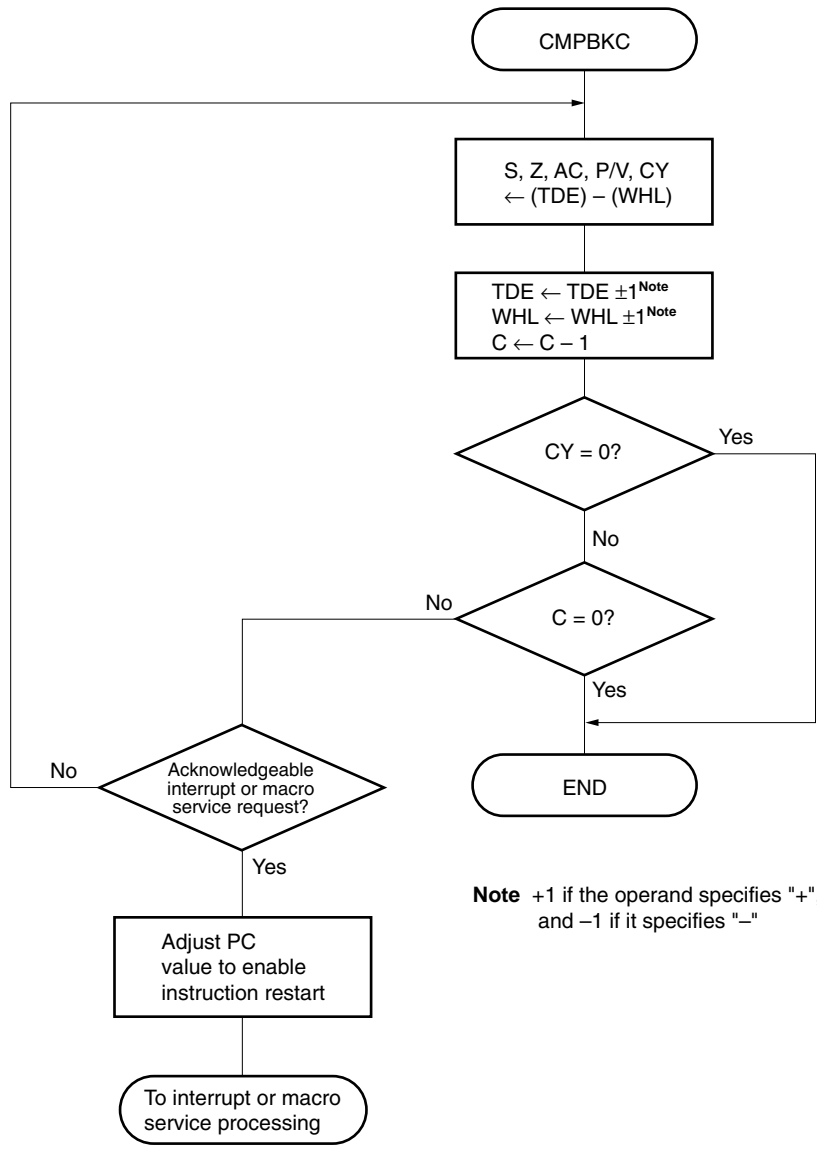 CMPBKC
S, Z, AC, P/V, CY
← (TDE) – (WHL)
TDE ← TDE ±1Note
WHL ← WHL ±1Note
C ← C – 1
CY = 0?
Yes
No
C = 0?
No
Yes
Acknowledgeable
interrupt or macro
service request?
No
Yes
END
Note +1 if the operand specifies "+",
and –1 if it specifies "–"
Adjust PC
value to enable
instruction restart
To interrupt or macro
service processing